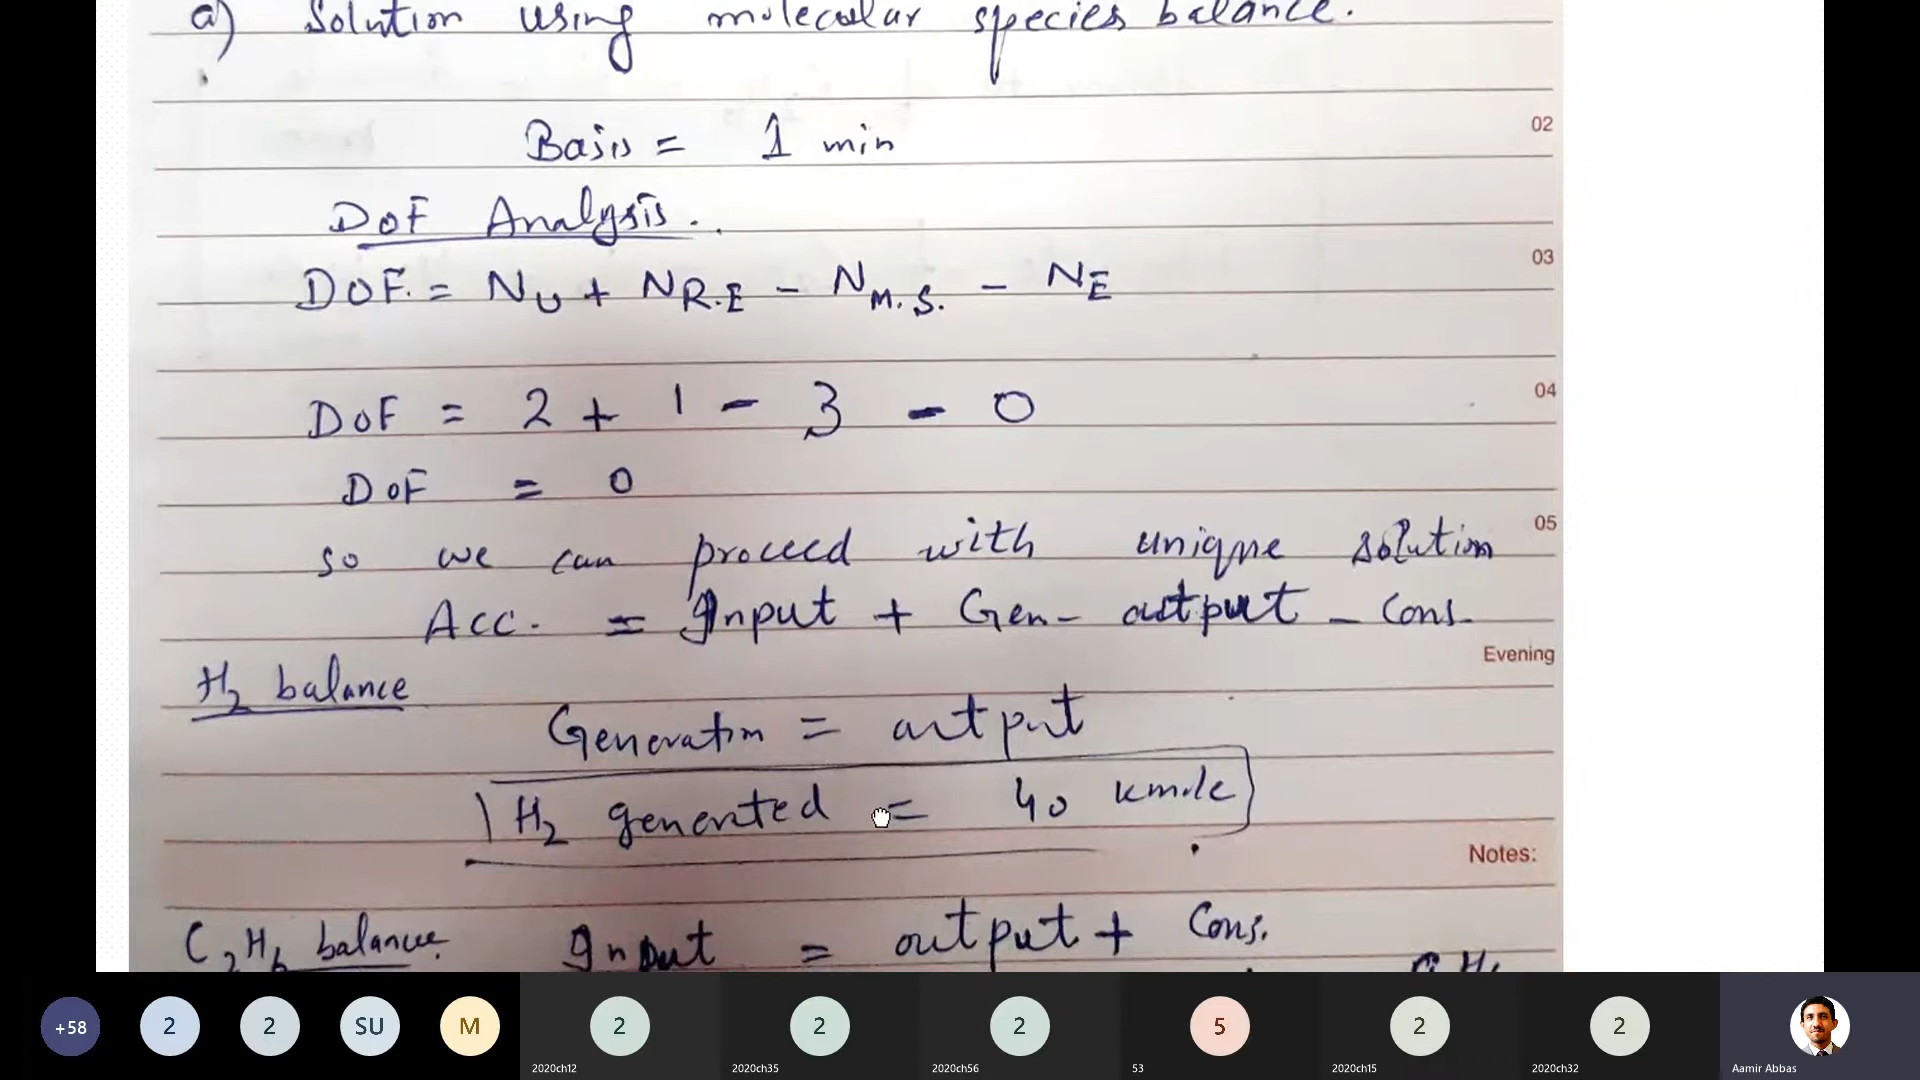 a) Solution using molecular species balance.
Basis = 1 min
02
DOF Analysis.
DOF. = NU + NR.E - NM.S. - NE
03
DOF = 2 + 1 - 3 - 0
04
DOF = 0
so we can proceed with unique solution
05
Acc. = Input + Gen - output - Cons.
Evening
H2 balance
Generation = output
H2 generated = 40 kmole
Notes:
C2H6 balance. Input = output + Cons.
+58 2 2 SU M 2 2 2 5 2 2
2020ch12 2020ch35 2020ch56 53 2020ch15 2020ch32 Aamir Abbas